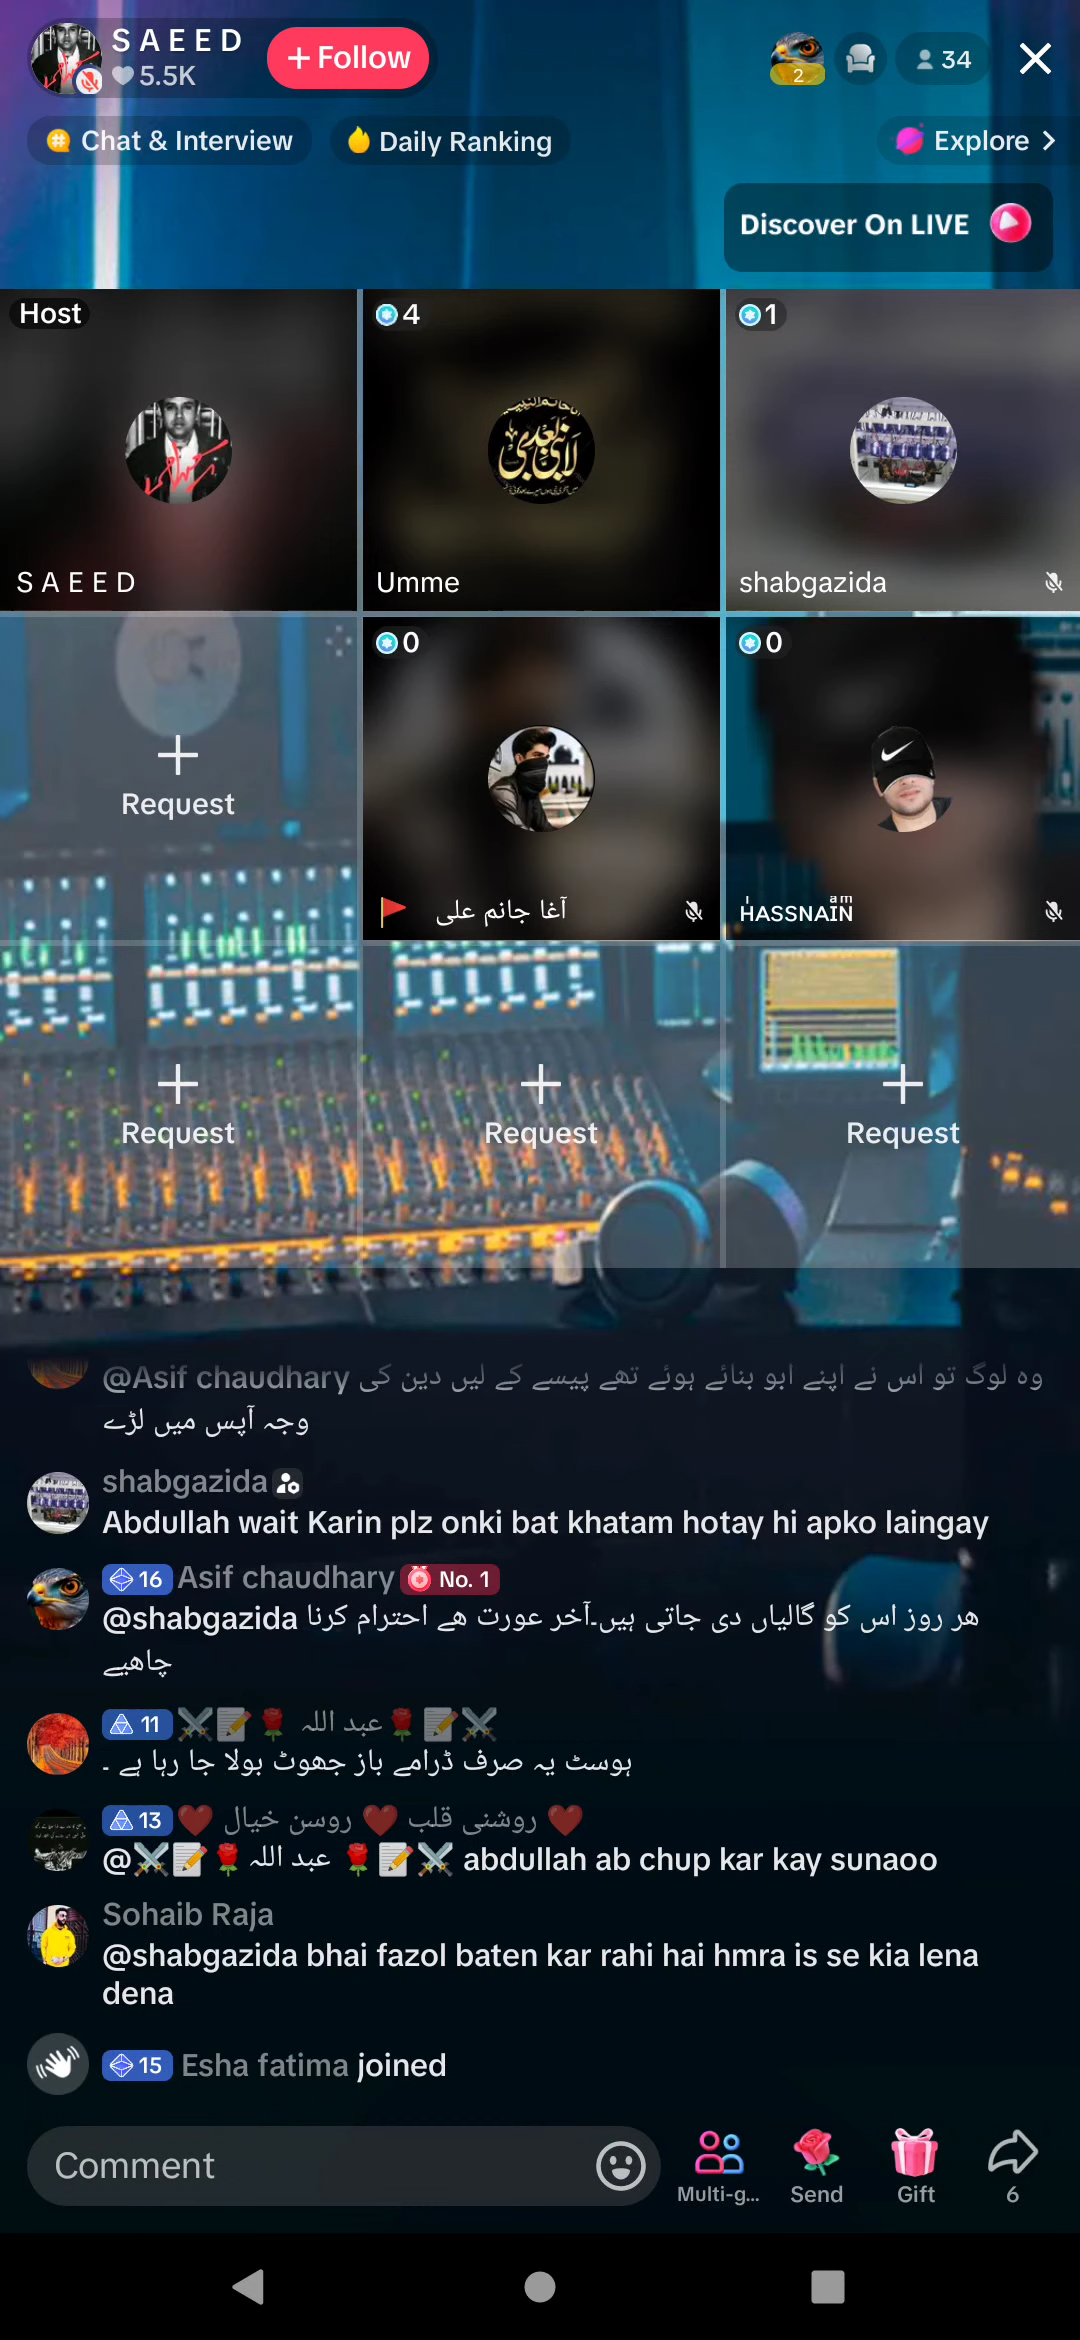 S A E E D
5.5K
+ Follow
2
34
Chat & Interview
Daily Ranking
Explore >
Discover On LIVE
Host
4
1
لَا نَبِیَّ بَعْدِی
S A E E D
Umme
shabgazida
Request
0
0
آغا جانم علی
HASSNAIN
Request
Request
Request
@Asif chaudhary وہ لوگ تو اس نے اپنے ابو بنائے ہوئے تھے پیسے کے لیں دین کی
وجہ آپس میں لڑے
shabgazida
Abdullah wait Karin plz onki bat khatam hotay hi apko laingay
16 Asif chaudhary No. 1
@shabgazida ھر روز اس کو گالیاں دی جاتی ہیں۔آخر عورت ھے احترام کرنا
چاھیے
11 ⚔️📝🌹 عبد اللہ 🌹📝⚔️
ہوسٹ یہ صرف ڈرامے باز جھوٹ بولا جا رہا ہے ۔
13 ❤️ روشنی قلب ❤️ روسن خیال ❤️
@⚔️📝🌹 عبد اللہ 🌹📝⚔️ abdullah ab chup kar kay sunaoo
Sohaib Raja
@shabgazida bhai fazol baten kar rahi hai hmra is se kia lena
dena
15 Esha fatima joined
Comment
Multi-g...
Send
Gift
6